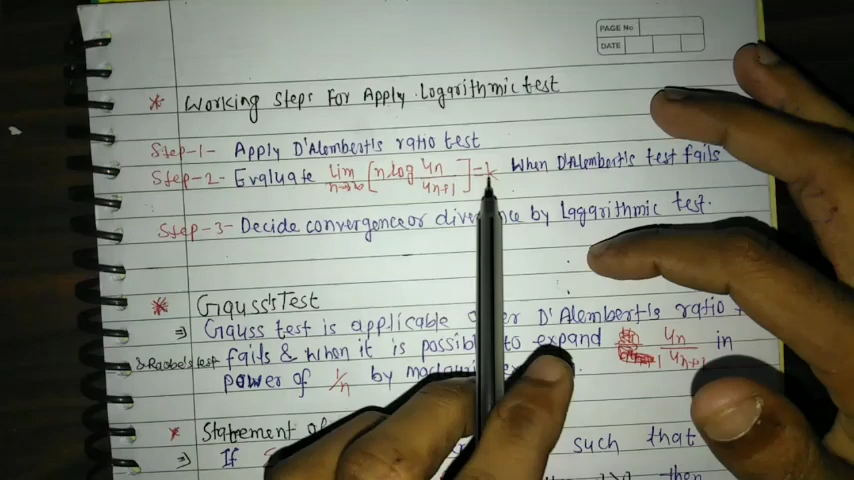 PAGE No
DATE
* Working Steps For Apply Logarithmic test
Step-1- Apply D'Alembert's ratio test
Step-2- Evaluate lim n→∞ [n log un/un+1] = k When D'Alembert's test fails
Step-3- Decide convergence or by Lagarithmic test.
* Gauss's Test
⇒ Gauss test is applicable D'Alembert's ratio
& Raabe's test fails & when it is possible to expand un/un+1 in
power of 1/n by
* Statement of
⇒ If such that
then